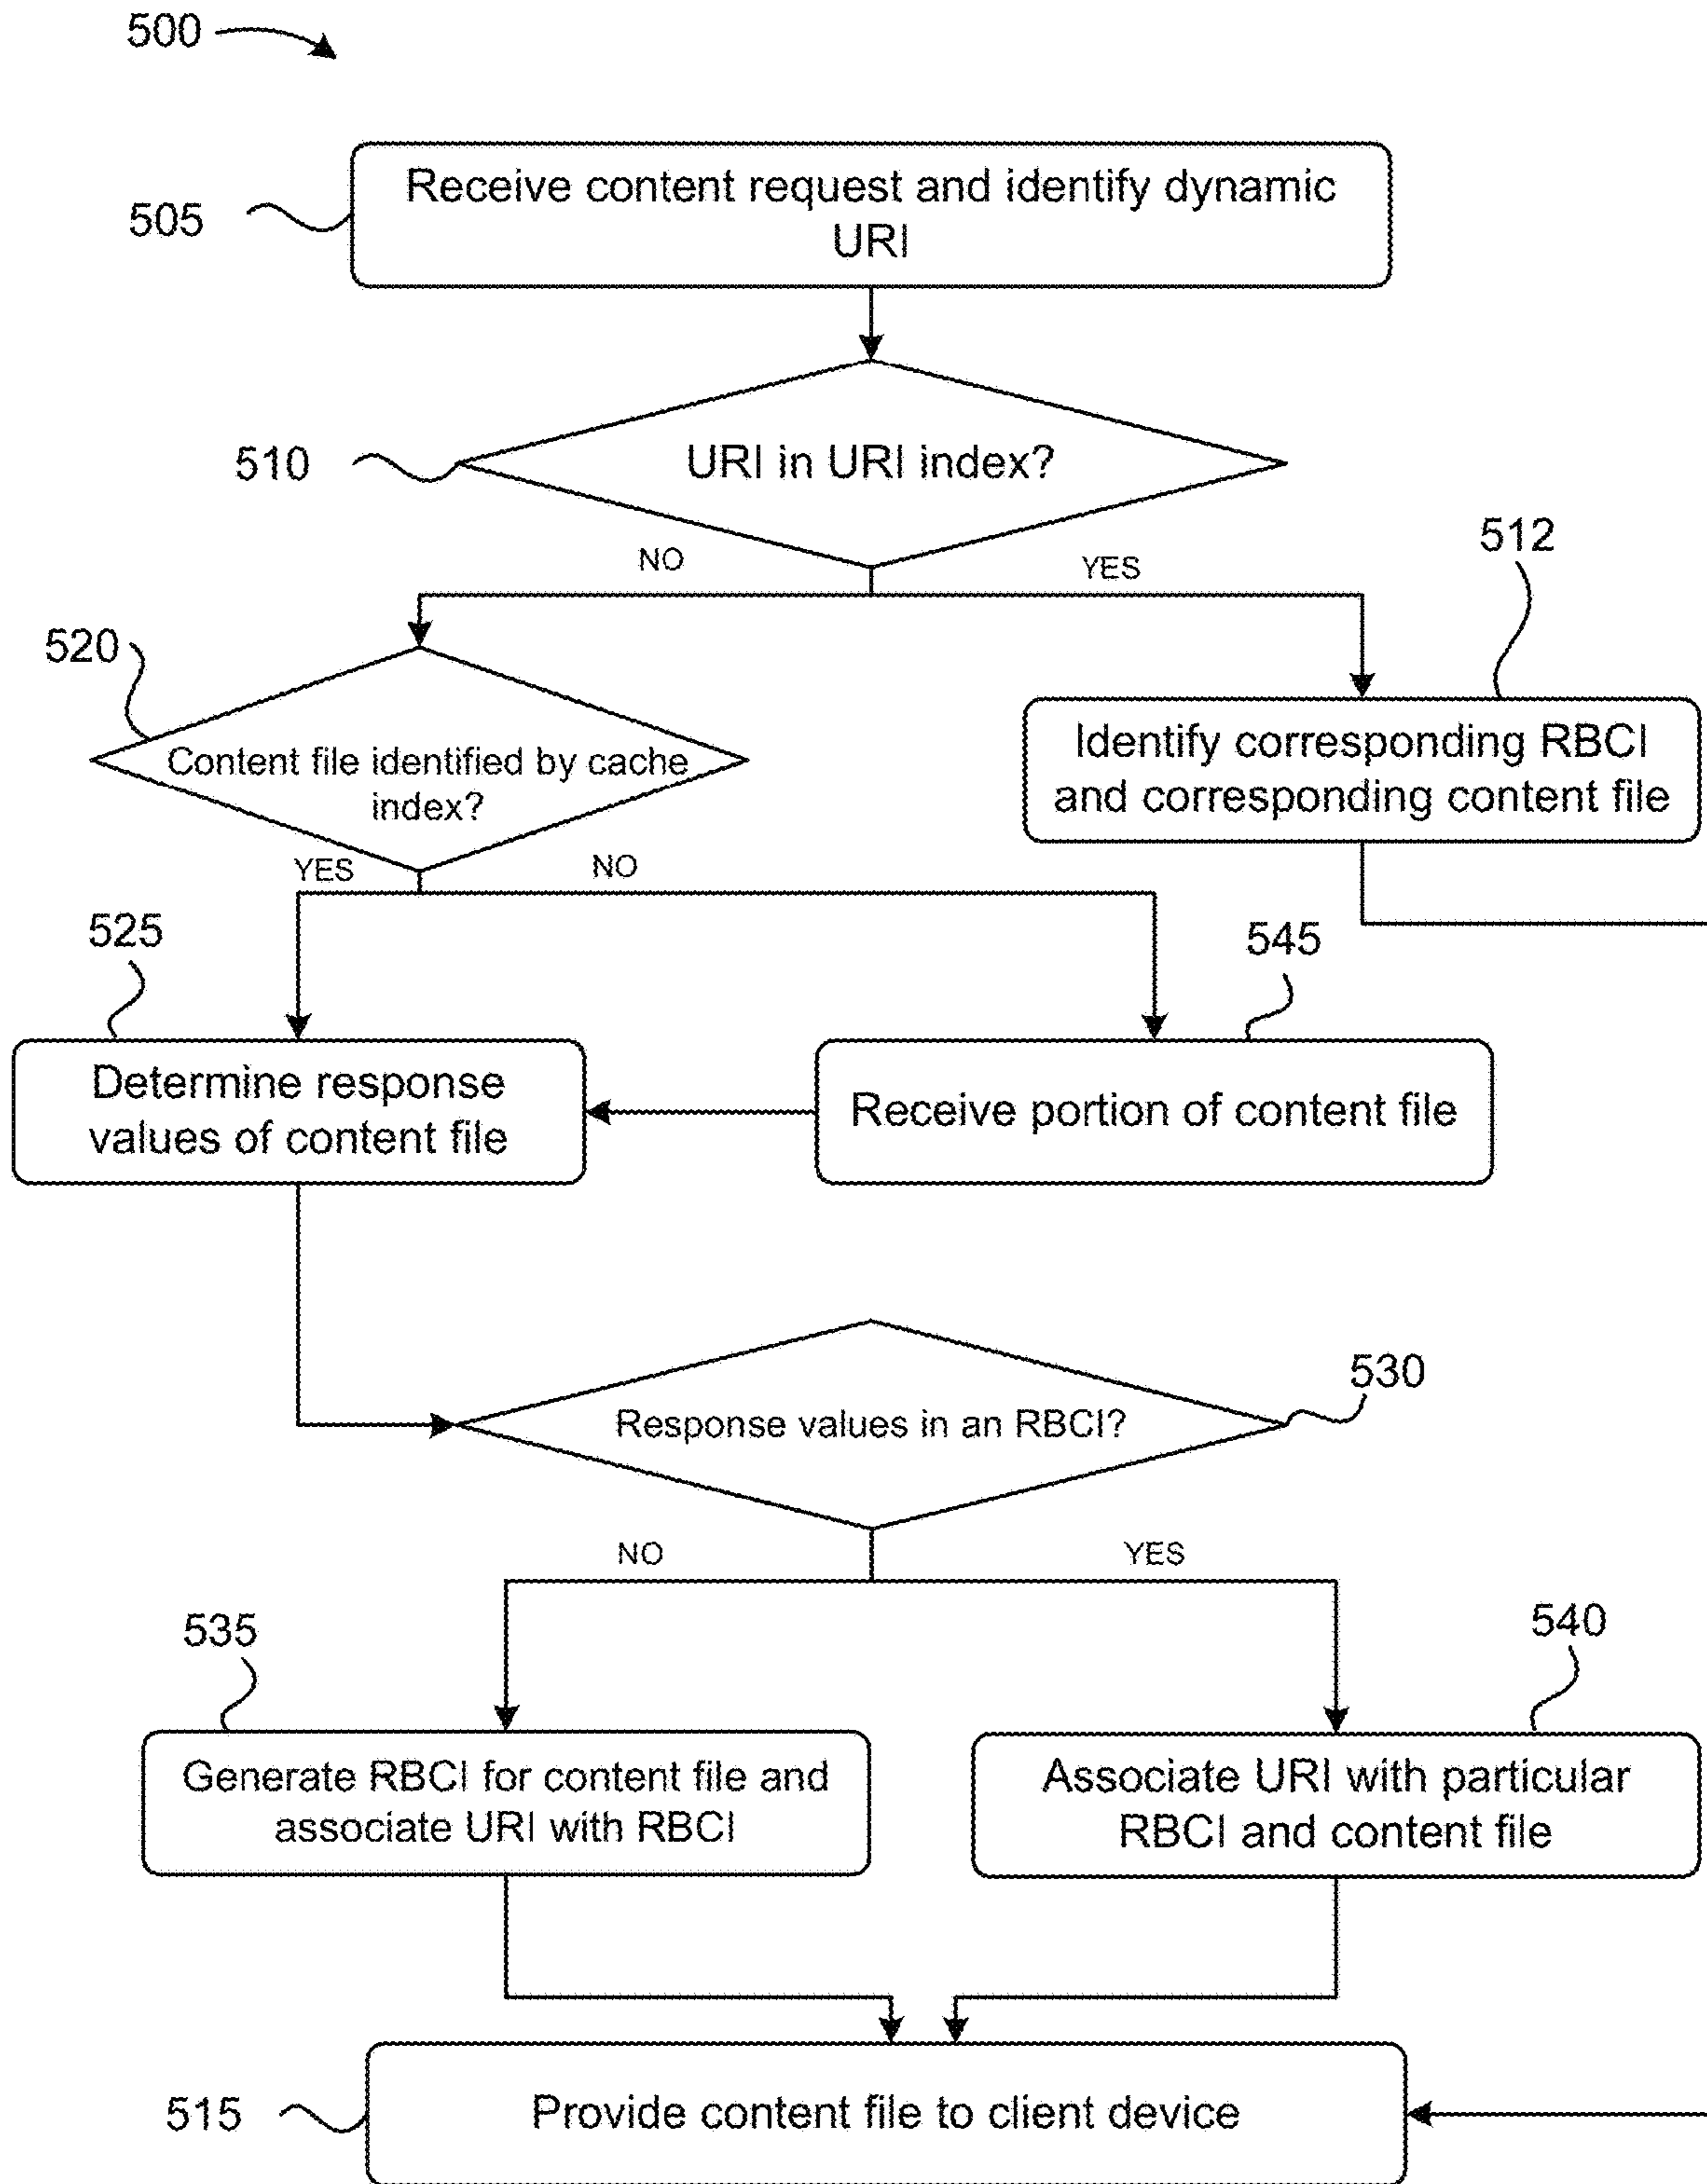 500
505
Receive content request and identify dynamic
URI
510
URI in URI index?
NO
YES
512
520
Content file identified by cache
index?
Identify corresponding RBCI
and corresponding content file
YES
NO
525
545
Determine response
values of content file
Receive portion of content file
530
Response values in an RBCI?
NO
YES
535
540
Generate RBCI for content file and
associate URI with RBCI
Associate URI with particular
RBCI and content file
515
Provide content file to client device